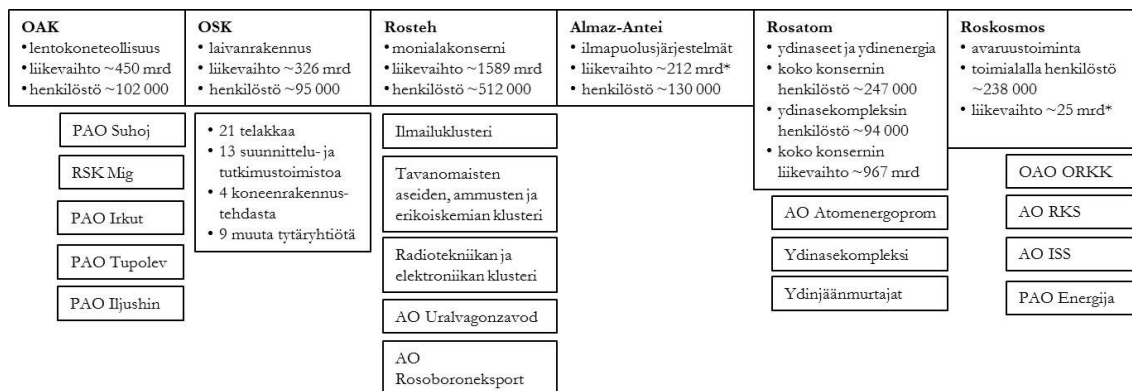 OAK
• lentokoneteollisuus
• liikevaihto ~450 mrd
• henkilöstö ~102 000
PAO Suhoj
RSK Mig
PAO Irkut
PAO Tupolev
PAO Iljushin
OSK
• laivanrakennus
• liikevaihto ~326 mrd
• henkilöstö ~95 000
• 21 telakkaa
• 13 suunnittelu- ja
tutkimustoimistoa
• 4 koneenrakennus-
tehdasta
• 9 muuta tytäryhtiötä
Rosteh
• monialakonserni
• liikevaihto ~1589 mrd
• henkilöstö ~512 000
Ilmailuklusteri
Tavanomaisten
aseiden, ammusten ja
erikoiskemian klusteri
Radiotekniikan ja
elektroniikan klusteri
AO Uralvagonzavod
AO
Rosoboroneksport
Almaz-Antei
• ilmapuolusjärjestelmät
• liikevaihto ~212 mrd*
• henkilöstö ~130 000
Rosatom
• ydinaseet ja ydinenergia
• koko konsernin
henkilöstö ~247 000
• ydinasekompleksin
henkilöstö ~94 000
• koko konsernin
liikevaihto ~967 mrd
AO Atomenergoprom
Ydinasekompleksi
Ydinjäänmurtajat
Roskosmos
• avaruustoiminta
• toimialalla henkilöstö
~238 000
• liikevaihto ~25 mrd*
OAO ORKK
AO RKS
AO ISS
PAO Energija